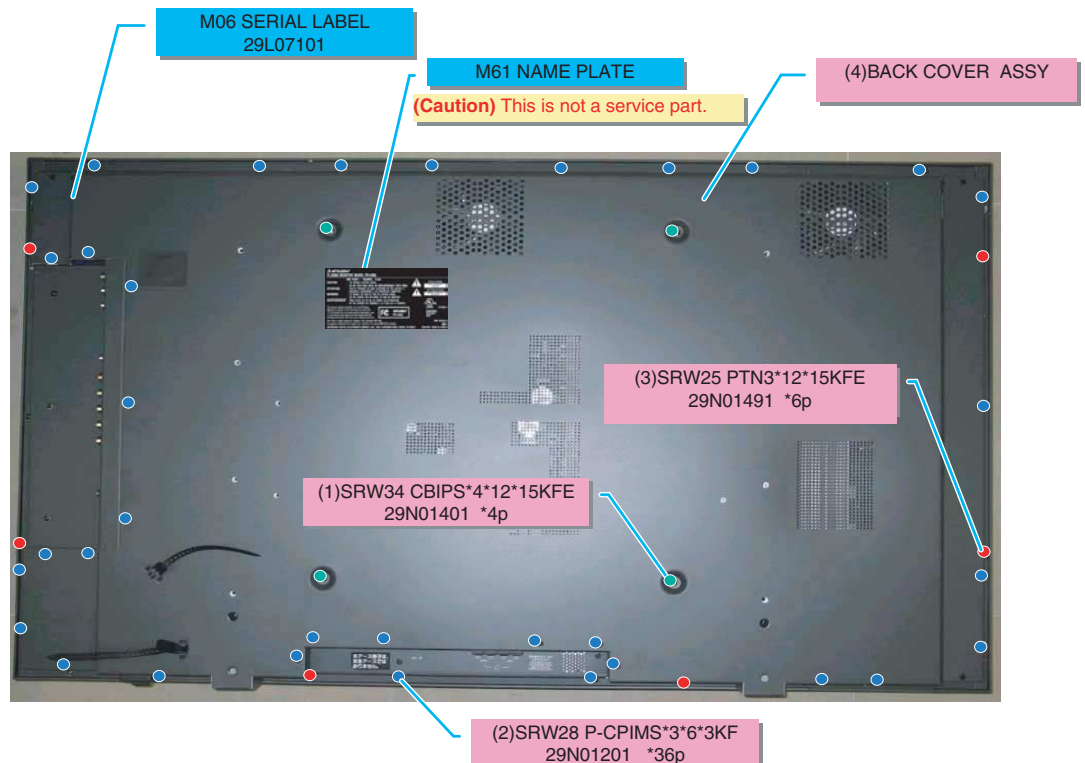 M06 SERIAL LABEL
29L07101
M61 NAME PLATE
(Caution) This is not a service part.
(4)BACK COVER ASSY
(3)SRW25 PTN3*12*15KFE
29N01491 *6p
(1)SRW34 CBIPS*4*12*15KFE
29N01401 *4p
(2)SRW28 P-CPIMS*3*6*3KF
29N01201 *36p